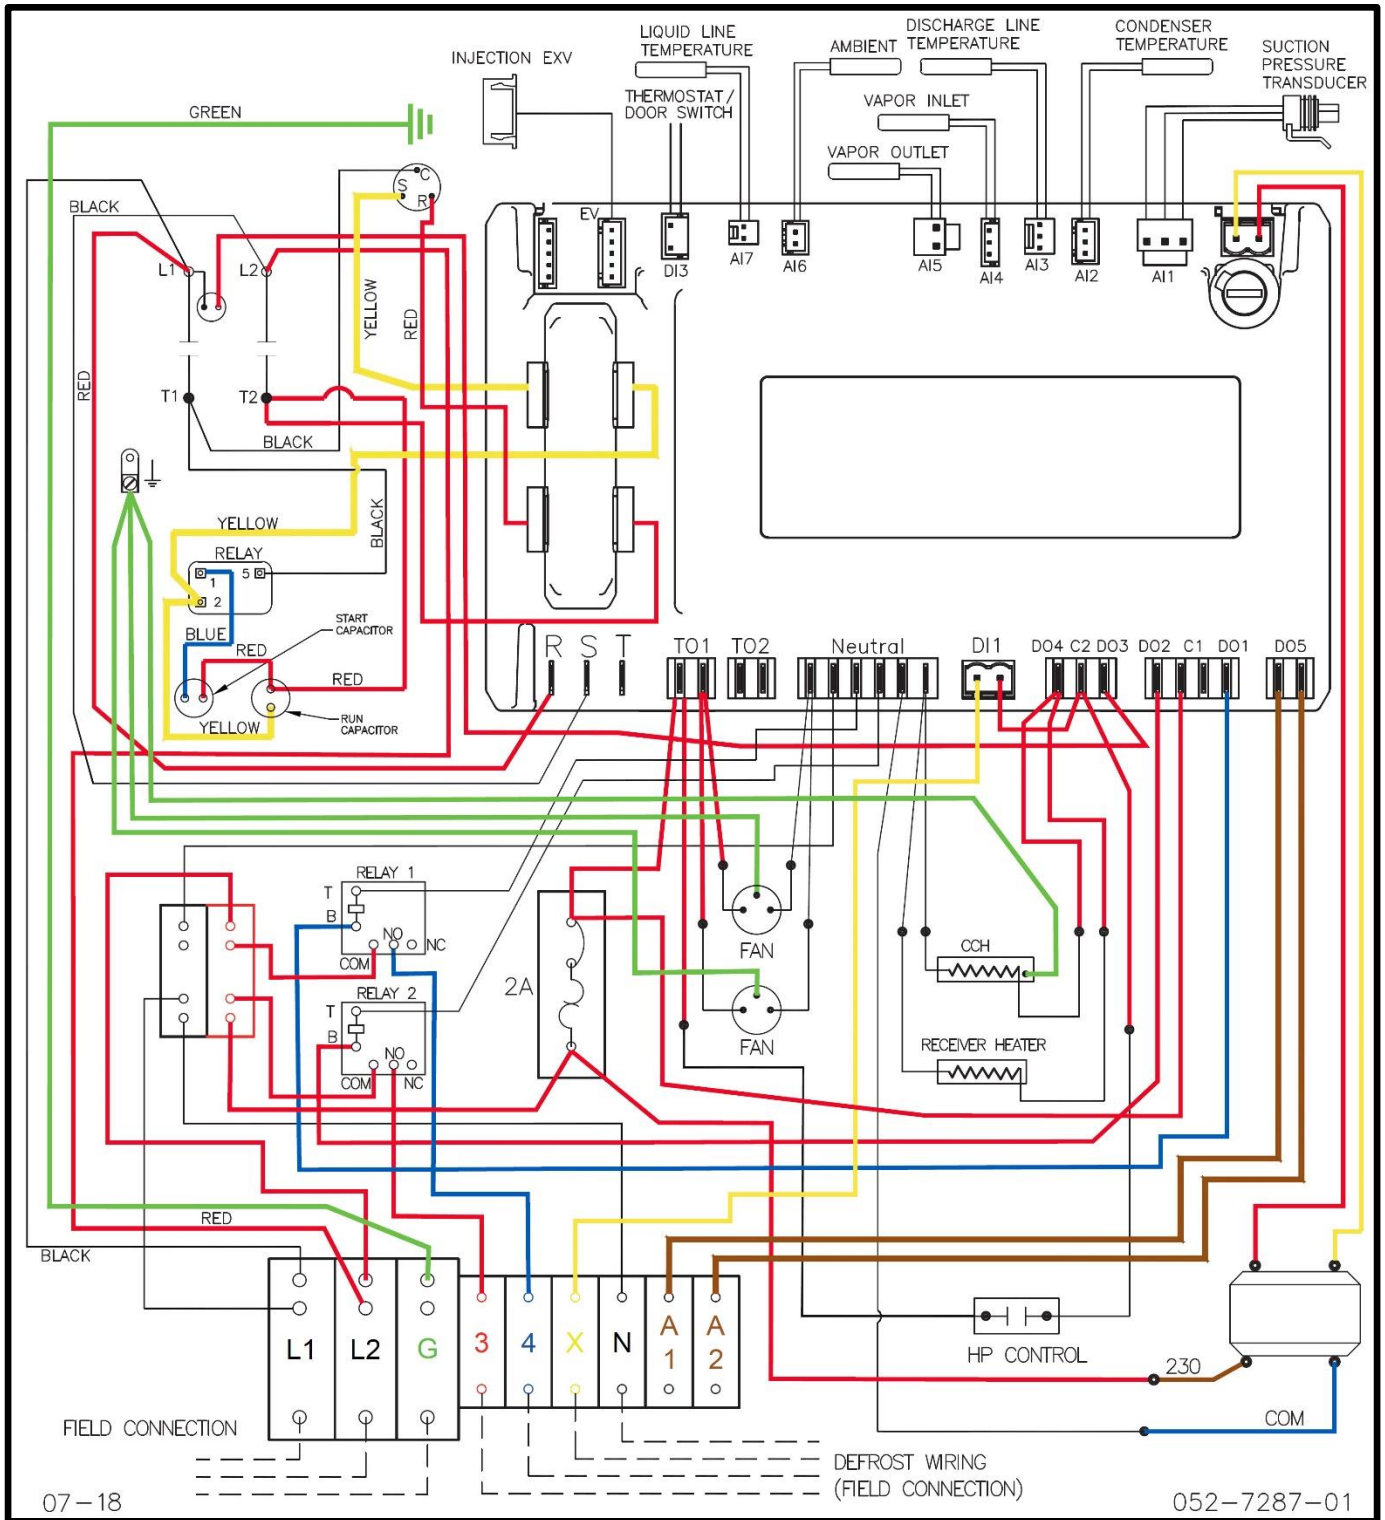 LIQUID LINE
TEMPERATURE
DISCHARGE LINE
TEMPERATURE
CONDENSER
TEMPERATURE
INJECTION EXV
AMBIENT
SUCTION
PRESSURE
TRANSDUCER
THERMOSTAT/
DOOR SWITCH
VAPOR INLET
VAPOR OUTLET
GREEN
C
S
R
BLACK
EV
DI3
AI7
AI6
AI5
AI4
AI3
AI2
AI1
L1
L2
YELLOW
RED
RED
T1
T2
BLACK
BLACK
YELLOW
RELAY
1
5
2
START
CAPACITOR
BLUE
RED
RED
RUN
CAPACITOR
YELLOW
R
S
T
TO1
TO2
Neutral
DI1
DO4
C2
DO3
DO2
C1
DO1
DO5
RELAY 1
T
B
NO
NC
COM
RELAY 2
T
B
NO
NC
COM
2A
FAN
FAN
CCH
RECEIVER HEATER
RED
BLACK
L1
L2
G
3
4
X
N
A
1
A
2
HP CONTROL
230
COM
FIELD CONNECTION
DEFROST WIRING
(FIELD CONNECTION)
07-18
052-7287-01